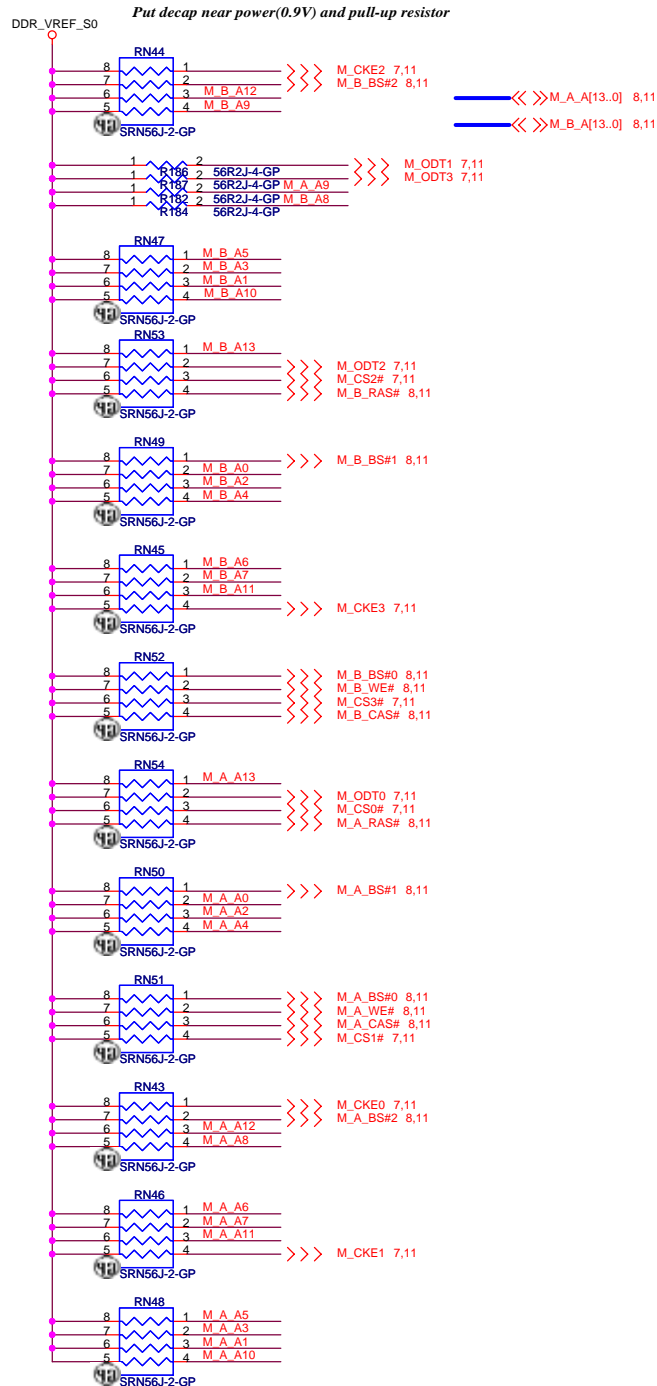 Put decap near power(0.9V) and pull-up resistor
DDR_VREF_S0
RN44
8 1 M_CKE2 7,11
7 2 M_B_BS#2 8,11
6 3 M_B_A12
5 4 M_B_A9
SRN56J-2-GP
M_A_A[13..0] 8,11
M_B_A[13..0] 8,11
1 2 M_ODT1 7,11
R186 56R2J-4-GP
1 2 M_ODT3 7,11
R187 56R2J-4-GP
1 2 M_A_A9
R182 56R2J-4-GP
1 2 M_B_A8
R184 56R2J-4-GP
RN47
8 1 M_B_A5
7 2 M_B_A3
6 3 M_B_A1
5 4 M_B_A10
SRN56J-2-GP
RN53
8 1 M_B_A13
7 2 M_ODT2 7,11
6 3 M_CS2# 7,11
5 4 M_B_RAS# 8,11
SRN56J-2-GP
RN49
8 1 M_B_BS#1 8,11
7 2 M_B_A0
6 3 M_B_A2
5 4 M_B_A4
SRN56J-2-GP
RN45
8 1 M_B_A6
7 2 M_B_A7
6 3 M_B_A11
5 4 M_CKE3 7,11
SRN56J-2-GP
RN52
8 1 M_B_BS#0 8,11
7 2 M_B_WE# 8,11
6 3 M_CS3# 7,11
5 4 M_B_CAS# 8,11
SRN56J-2-GP
RN54
8 1 M_A_A13
7 2 M_ODT0 7,11
6 3 M_CS0# 7,11
5 4 M_A_RAS# 8,11
SRN56J-2-GP
RN50
8 1 M_A_BS#1 8,11
7 2 M_A_A0
6 3 M_A_A2
5 4 M_A_A4
SRN56J-2-GP
RN51
8 1 M_A_BS#0 8,11
7 2 M_A_WE# 8,11
6 3 M_A_CAS# 8,11
5 4 M_CS1# 7,11
SRN56J-2-GP
RN43
8 1 M_CKE0 7,11
7 2 M_A_BS#2 8,11
6 3 M_A_A12
5 4 M_A_A8
SRN56J-2-GP
RN46
8 1 M_A_A6
7 2 M_A_A7
6 3 M_A_A11
5 4 M_CKE1 7,11
SRN56J-2-GP
RN48
8 1 M_A_A5
7 2 M_A_A3
6 3 M_A_A1
5 4 M_A_A10
SRN56J-2-GP